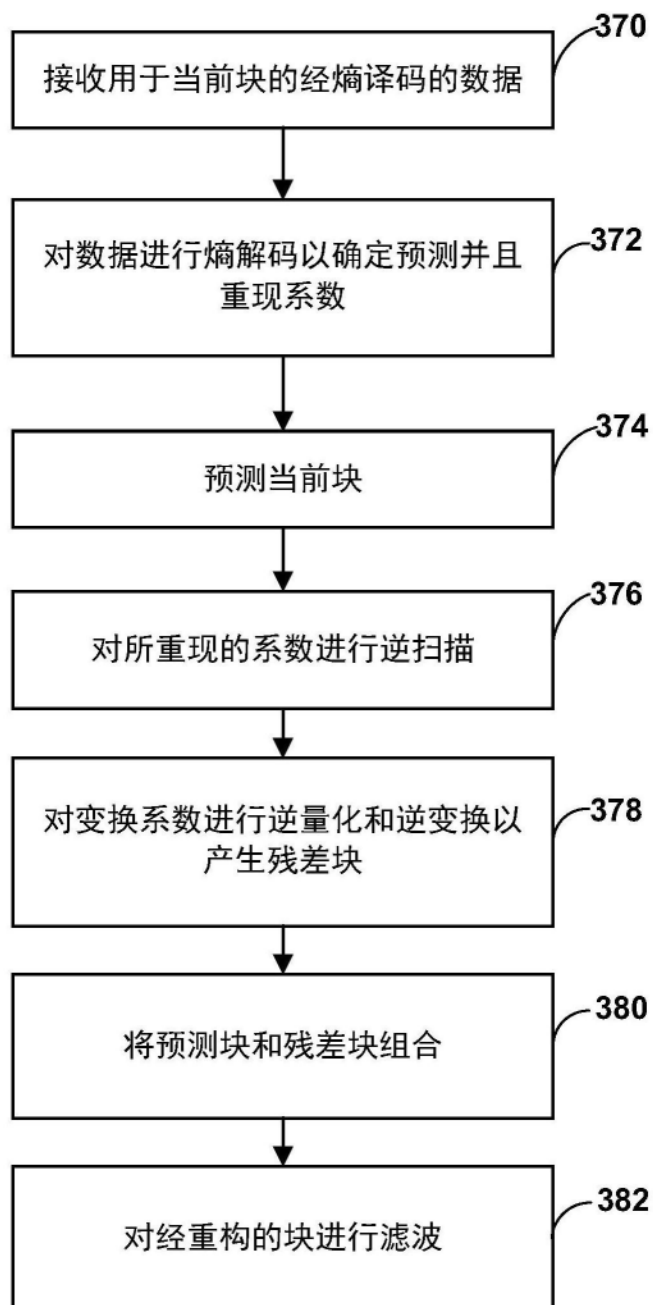 370
接收用于当前块的经熵译码的数据
372
对数据进行熵解码以确定预测并且
重现系数
374
预测当前块
376
对所重现的系数进行逆扫描
378
对变换系数进行逆量化和逆变换以
产生残差块
380
将预测块和残差块组合
382
对经重构的块进行滤波